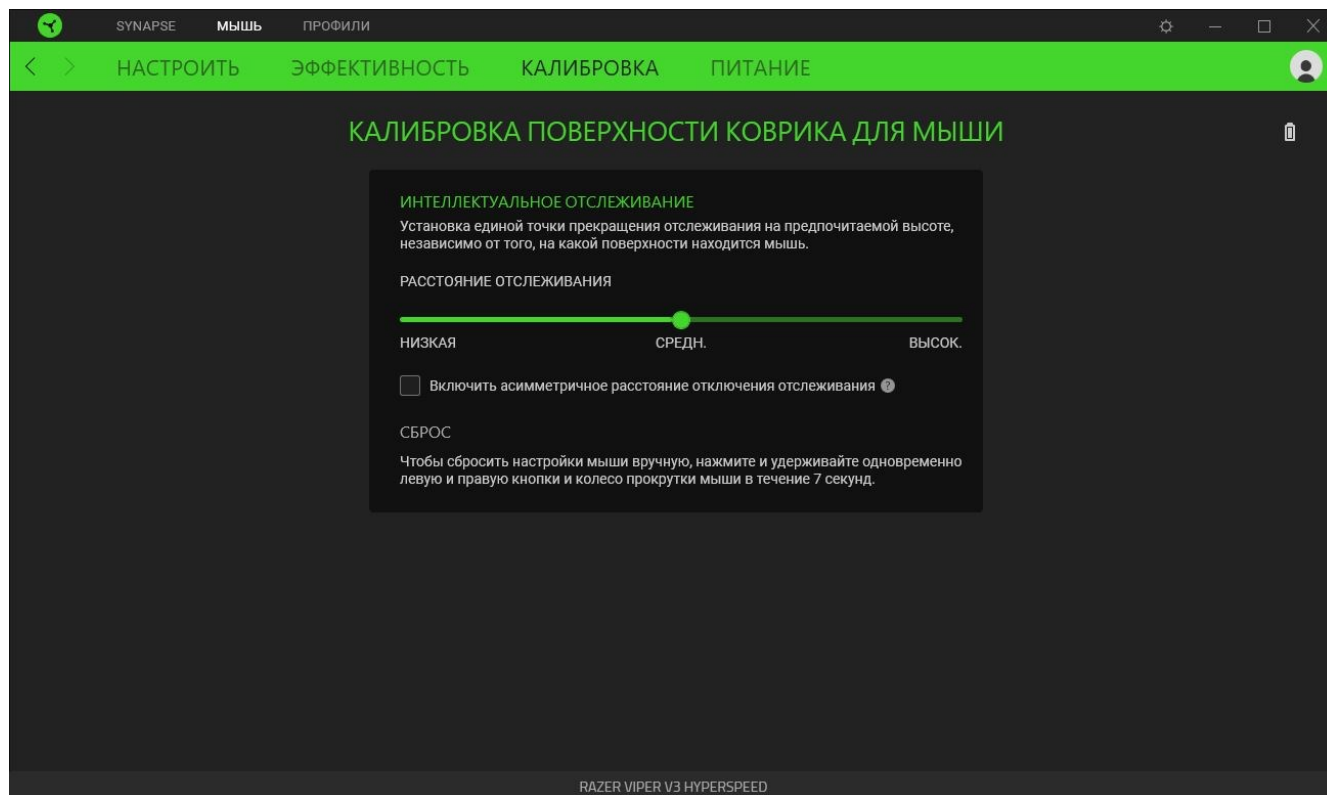 SYNAPSE МЫШЬ ПРОФИЛИ
НАСТРОИТЬ ЭФФЕКТИВНОСТЬ КАЛИБРОВКА ПИТАНИЕ
КАЛИБРОВКА ПОВЕРХНОСТИ КОВРИКА ДЛЯ МЫШИ
ИНТЕЛЛЕКТУАЛЬНОЕ ОТСЛЕЖИВАНИЕ
Установка единой точки прекращения отслеживания на предпочитаемой высоте,
независимо от того, на какой поверхности находится мышь.
РАССТОЯНИЕ ОТСЛЕЖИВАНИЯ
НИЗКАЯ СРЕДН. ВЫСОК.
Включить асимметричное расстояние отключения отслеживания ?
СБРОС
Чтобы сбросить настройки мыши вручную, нажмите и удерживайте одновременно
левую и правую кнопки и колесо прокрутки мыши в течение 7 секунд.
RAZER VIPER V3 HYPERSPEED